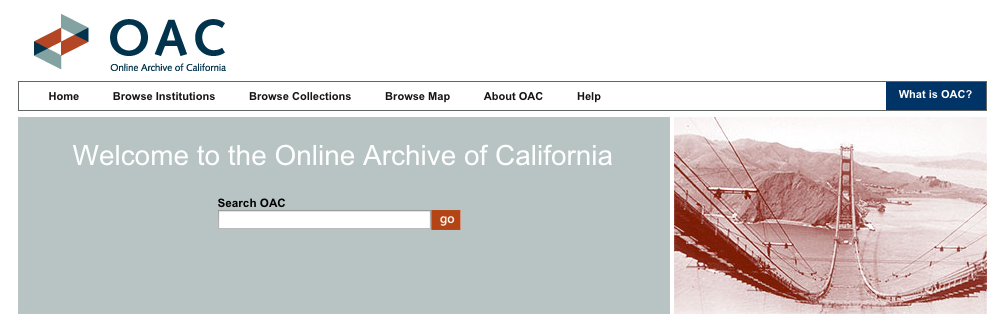 OAC
Online Archive of California
Home Browse Institutions Browse Collections Browse Map About OAC Help What is OAC?
Welcome to the Online Archive of California
Search OAC
go